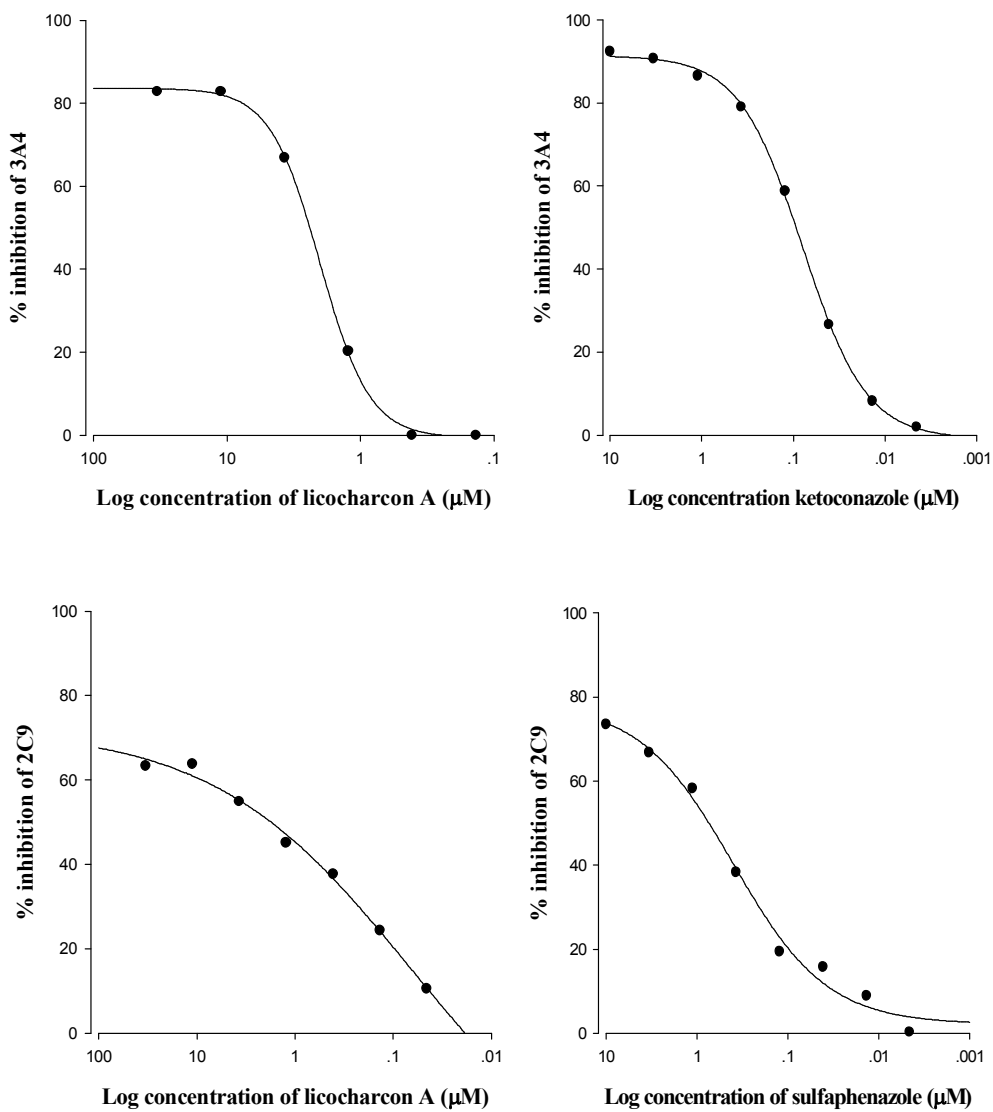 % inhibition of 3A4
100
80
60
40
20
0
100 10 1 .1
Log concentration of licocharcon A (μM)
% inhibition of 3A4
100
80
60
40
20
0
10 1 .1 .01 .001
Log concentration ketoconazole (μM)
% inhibition of 2C9
100
80
60
40
20
0
100 10 1 .1 .01
Log concentration of licocharcon A (μM)
% inhibition of 2C9
100
80
60
40
20
0
10 1 .1 .01 .001
Log concentration of sulfaphenazole (μM)